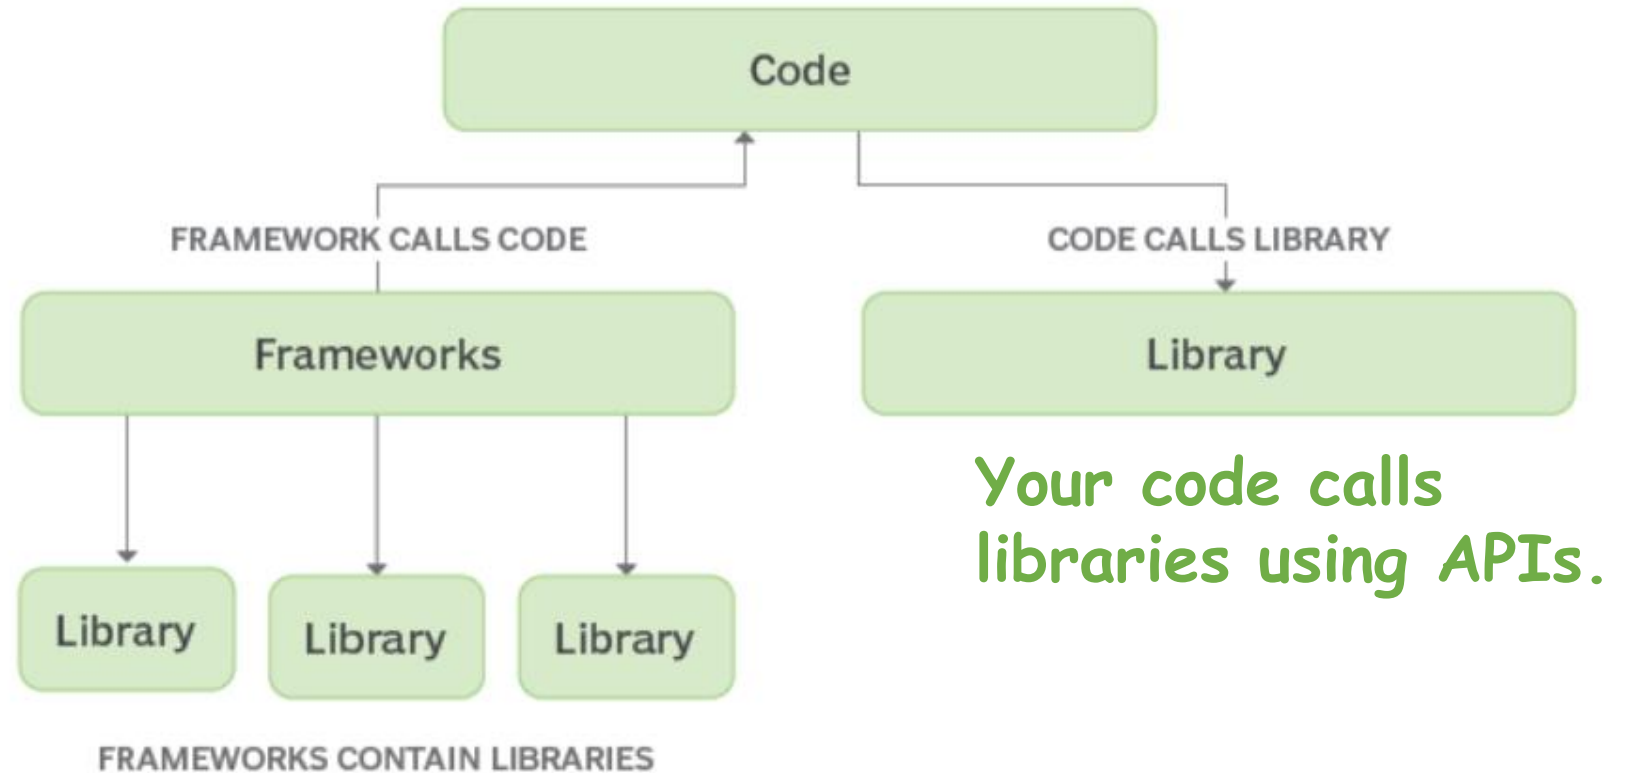 Code
FRAMEWORK CALLS CODE
CODE CALLS LIBRARY
Frameworks
Library
Your code calls
libraries using APIs.
Library
Library
Library
FRAMEWORKS CONTAIN LIBRARIES